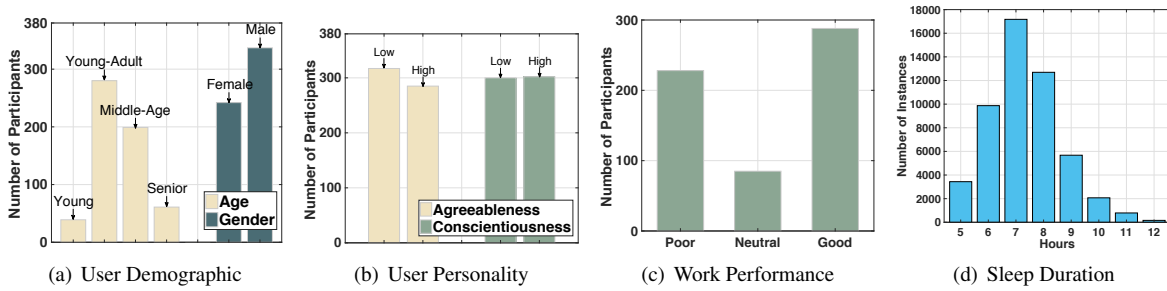 380
300
200
100
0
Number of Participants
Young
Young-Adult
Middle-Age
Senior
Female
Male
Age
Gender
(a) User Demographic
380
300
200
100
0
Number of Participants
Low
High
Low
High
Agreeableness
Conscientiousness
(b) User Personality
300
200
100
0
Number of Participants
Poor Neutral Good
(c) Work Performance
18000
16000
14000
12000
10000
8000
6000
4000
2000
0
Number of Instances
5 6 7 8 9 10 11 12
Hours
(d) Sleep Duration